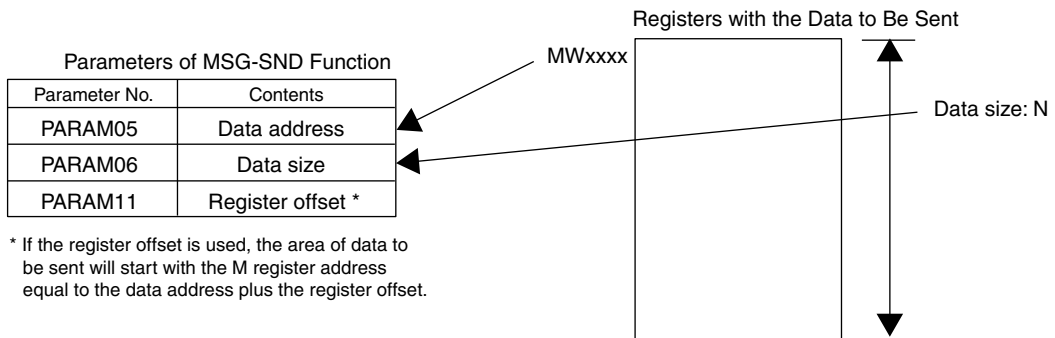 Registers with the Data to Be Sent
Parameters of MSG-SND Function
MWxxxx
Parameter No. Contents
PARAM05 Data address
PARAM06 Data size
PARAM11 Register offset *
Data size: N
* If the register offset is used, the area of data to
be sent will start with the M register address
equal to the data address plus the register offset.